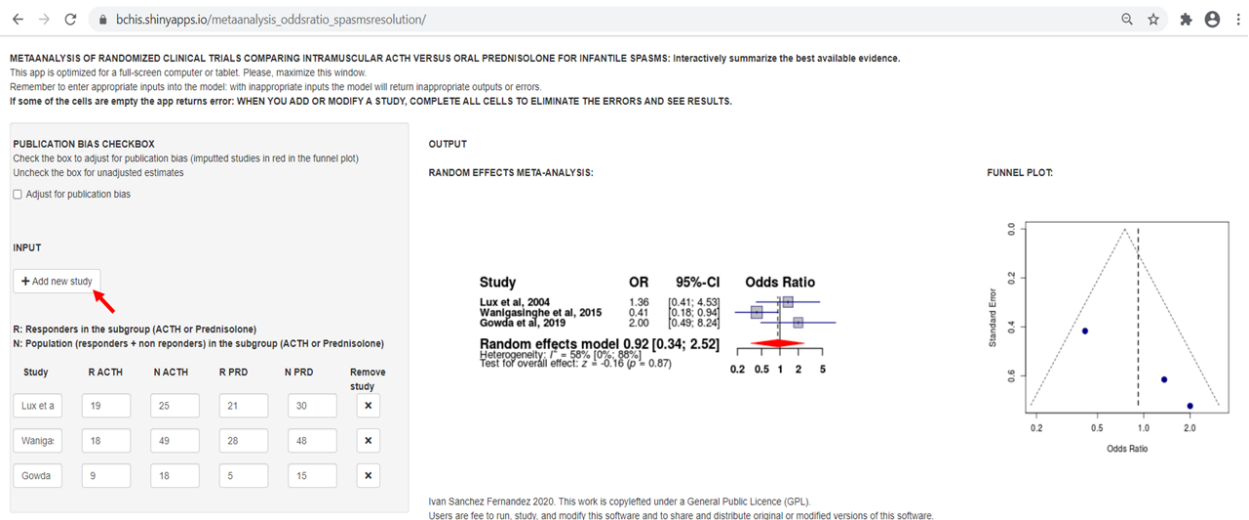 bchis.shinyapps.io/metaanalysis_oddsratio_spasmsresolution/
METAANALYSIS OF RANDOMIZED CLINICAL TRIALS COMPARING INTRAMUSCULAR ACTH VERSUS ORAL PREDNISOLONE FOR INFANTILE SPASMS: Interactively summarize the best available evidence.
This app is optimized for a full-screen computer or tablet. Please, maximize this window.
Remember to enter appropriate inputs into the model: with inappropriate inputs the model will return inappropriate outputs or errors.
If some of the cells are empty the app returns error: WHEN YOU ADD OR MODIFY A STUDY, COMPLETE ALL CELLS TO ELIMINATE THE ERRORS AND SEE RESULTS.
PUBLICATION BIAS CHECKBOX
Check the box to adjust for publication bias (imputted studies in red in the funnel plot)
Uncheck the box for unadjusted estimates
Adjust for publication bias
INPUT
+ Add new study
R: Responders in the subgroup (ACTH or Prednisolone)
N: Population (responders + non reponders) in the subgroup (ACTH or Prednisolone)
Study R ACTH N ACTH R PRD N PRD Remove
study
Lux et a 19 25 21 30 ×
Waniga 18 49 28 48 ×
Gowda 9 18 5 15 ×
OUTPUT
RANDOM EFFECTS META-ANALYSIS:
Study OR 95%-CI Odds Ratio
Lux et al, 2004 1.36 [0.41; 4.53]
Wanigasinghe et al, 2015 0.41 [0.18; 0.94]
Gowda et al, 2019 2.00 [0.49; 8.24]
Random effects model 0.92 [0.34; 2.52]
Heterogeneity: I² = 58% [0%; 88%]
Test for overall effect: z = -0.16 (p = 0.87)
0.2 0.5 1 2 5
FUNNEL PLOT:
Standard Error
0.0
0.2
0.4
0.6
0.2 0.5 1.0 2.0
Odds Ratio
Ivan Sanchez Fernandez 2020. This work is copylefted under a General Public Licence (GPL).
Users are fee to run, study, and modify this software and to share and distribute original or modified versions of this software.